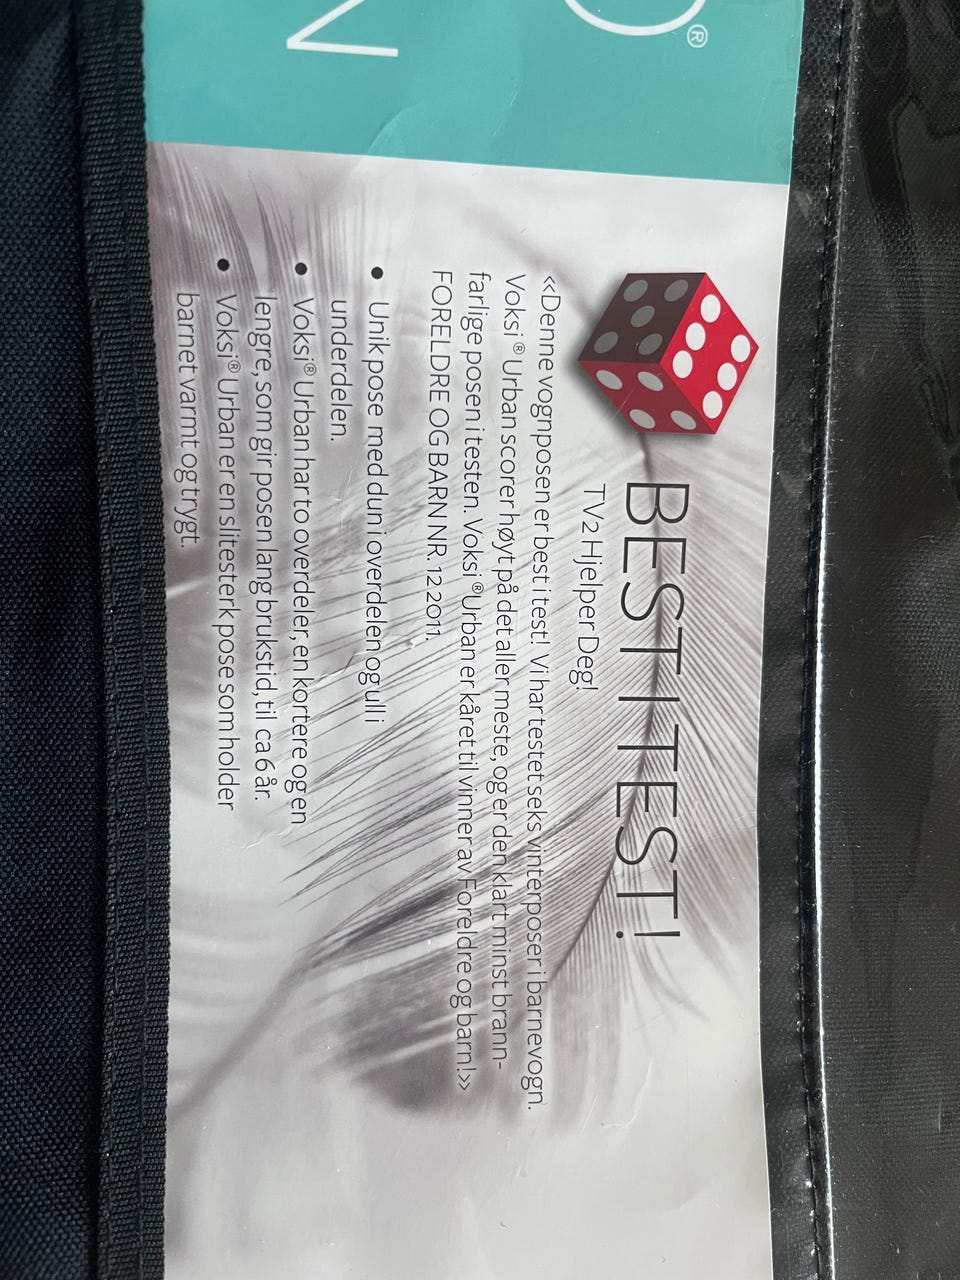 ®
BEST I TEST!
TV2 Hjelper Deg!
«Denne vognposen er best i test! Vi har testet seks vinterposer i barnevogn.
Voksi® Urban scorer høyt på det aller meste, og er den klart minst brann-
farlige posen i testen. Voksi® Urban er kåret til vinner av Foreldre og barn!»
FORELDRE OG BARN NR. 12 2011.
• Unik pose med dun i overdelen og ull i
underdelen.
• Voksi® Urban har to overdeler, en kortere og en
lengre, som gir posen lang brukstid, til ca 6 år.
• Voksi® Urban er en slitesterk pose som holder
barnet varmt og trygt.